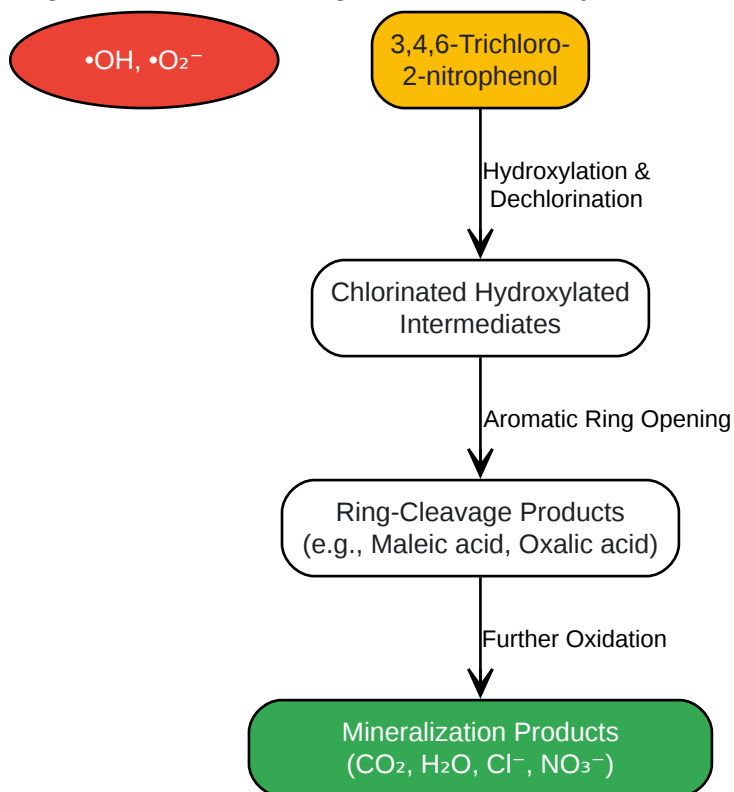 •OH, •O₂⁻
3,4,6-Trichloro-
2-nitrophenol
Hydroxylation &
Dechlorination
Chlorinated Hydroxylated
Intermediates
Aromatic Ring Opening
Ring-Cleavage Products
(e.g., Maleic acid, Oxalic acid)
Further Oxidation
Mineralization Products
(CO₂, H₂O, Cl⁻, NO₃⁻)